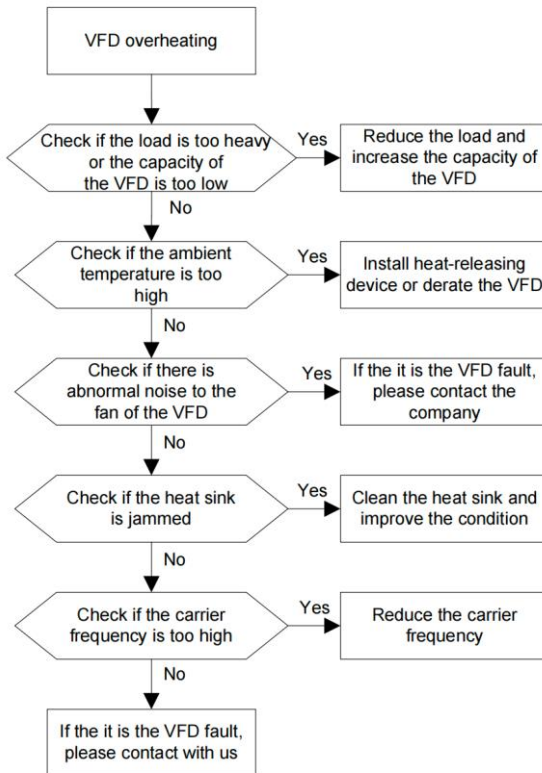 VFD overheating
Check if the load is too heavy
or the capacity of
the VFD is too low
Yes
Reduce the load and
increase the capacity of
the VFD
No
Check if the ambient
temperature is too
high
Yes
Install heat-releasing
device or derate the VFD
No
Check if there is
abnormal noise to the
fan of the VFD
Yes
If the it is the VFD fault,
please contact the
company
No
Check if the heat sink
is jammed
Yes
Clean the heat sink and
improve the condition
No
Check if the carrier
frequency is too high
Yes
Reduce the carrier
frequency
No
If the it is the VFD fault,
please contact with us